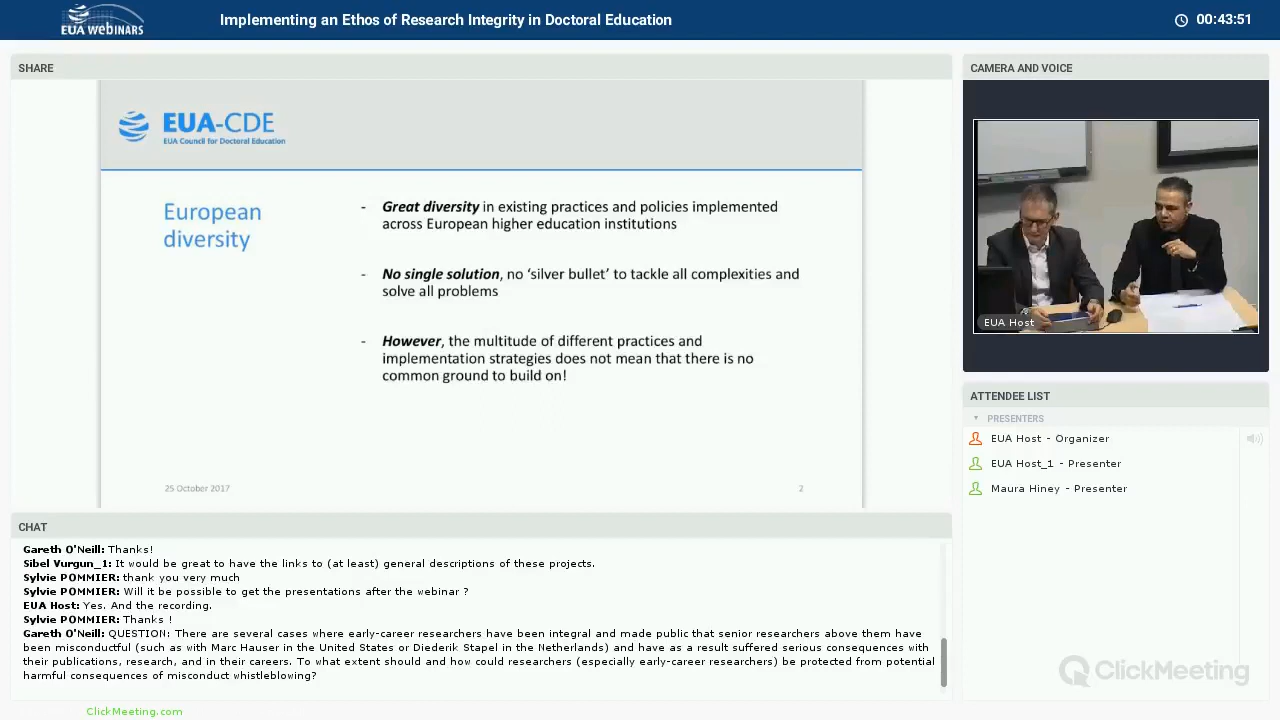 EUA WEBINARS
Implementing an Ethos of Research Integrity in Doctoral Education
00:43:51
SHARE
EUA-CDE
EUA Council for Doctoral Education
European
diversity
- Great diversity in existing practices and policies implemented
across European higher education institutions
- No single solution, no ‘silver bullet’ to tackle all complexities and
solve all problems
- However, the multitude of different practices and
implementation strategies does not mean that there is no
common ground to build on!
25 October 2017
2
CAMERA AND VOICE
EUA Host
ATTENDEE LIST
PRESENTERS
EUA Host - Organizer
EUA Host_1 - Presenter
Maura Hiney - Presenter
CHAT
Gareth O'Neill: Thanks!
Sibel Vurgun_1: It would be great to have the links to (at least) general descriptions of these projects.
Sylvie POMMIER: thank you very much
Sylvie POMMIER: Will it be possible to get the presentations after the webinar ?
EUA Host: Yes. And the recording.
Sylvie POMMIER: Thanks !
Gareth O'Neill: QUESTION: There are several cases where early-career researchers have been integral and made public that senior researchers above them have
been misconductful (such as with Marc Hauser in the United States or Diederik Stapel in the Netherlands) and have as a result suffered serious consequences with
their publications, research, and in their careers. To what extent should and how could researchers (especially early-career researchers) be protected from potential
harmful consequences of misconduct whistleblowing?
ClickMeeting
ClickMeeting.com